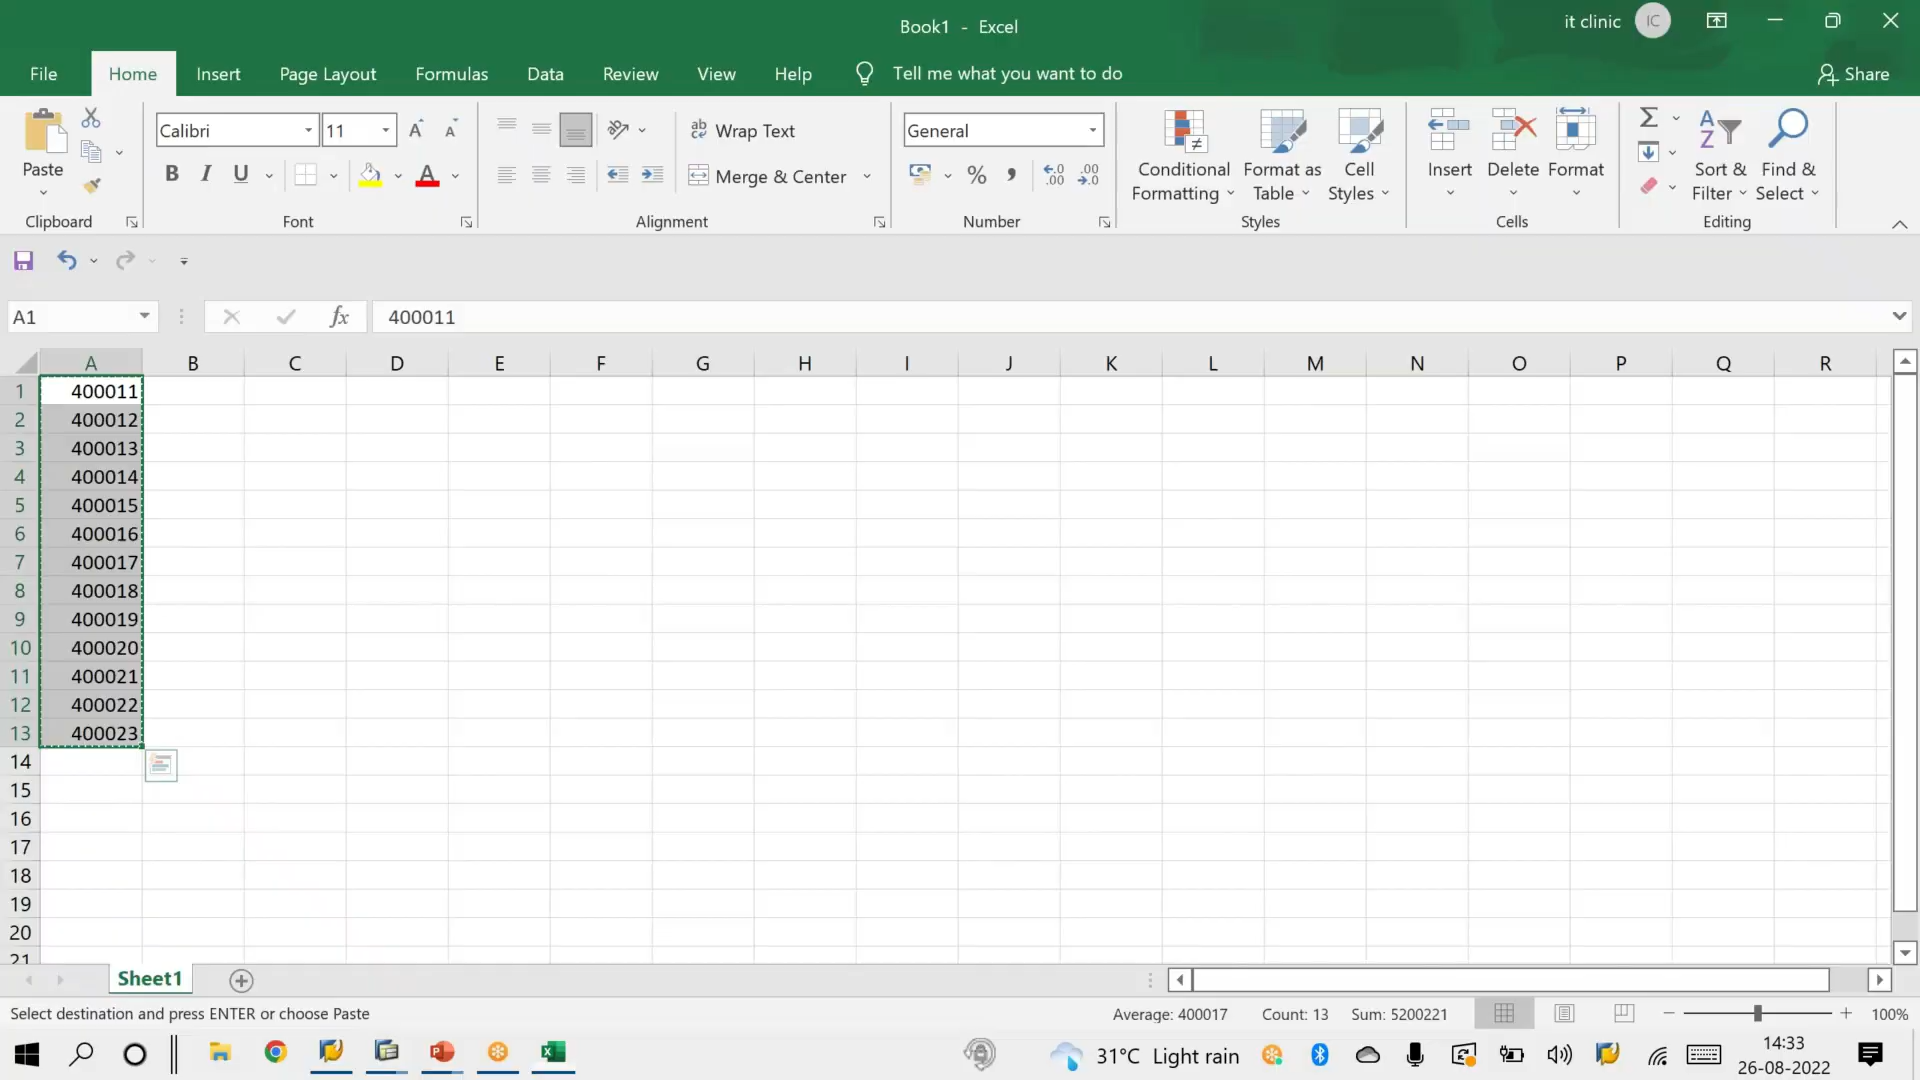 Book1 - Excel
it clinic IC
File Home Insert Page Layout Formulas Data Review View Help Tell me what you want to do Share
Paste
Clipboard
Calibri 11
B I U A
Font
ab Wrap Text
Merge & Center
Alignment
General
% , .00 .00
Number
Conditional Formatting
Format as Table
Cell Styles
Styles
Insert Delete Format
Cells
Sort & Filter
Find & Select
Editing
A1 fx 400011
A B C D E F G H I J K L M N O P Q R
1 400011
2 400012
3 400013
4 400014
5 400015
6 400016
7 400017
8 400018
9 400019
10 400020
11 400021
12 400022
13 400023
14
15
16
17
18
19
20
21
Sheet1
Select destination and press ENTER or choose Paste Average: 400017 Count: 13 Sum: 5200221 100%
31°C Light rain 14:33
26-08-2022